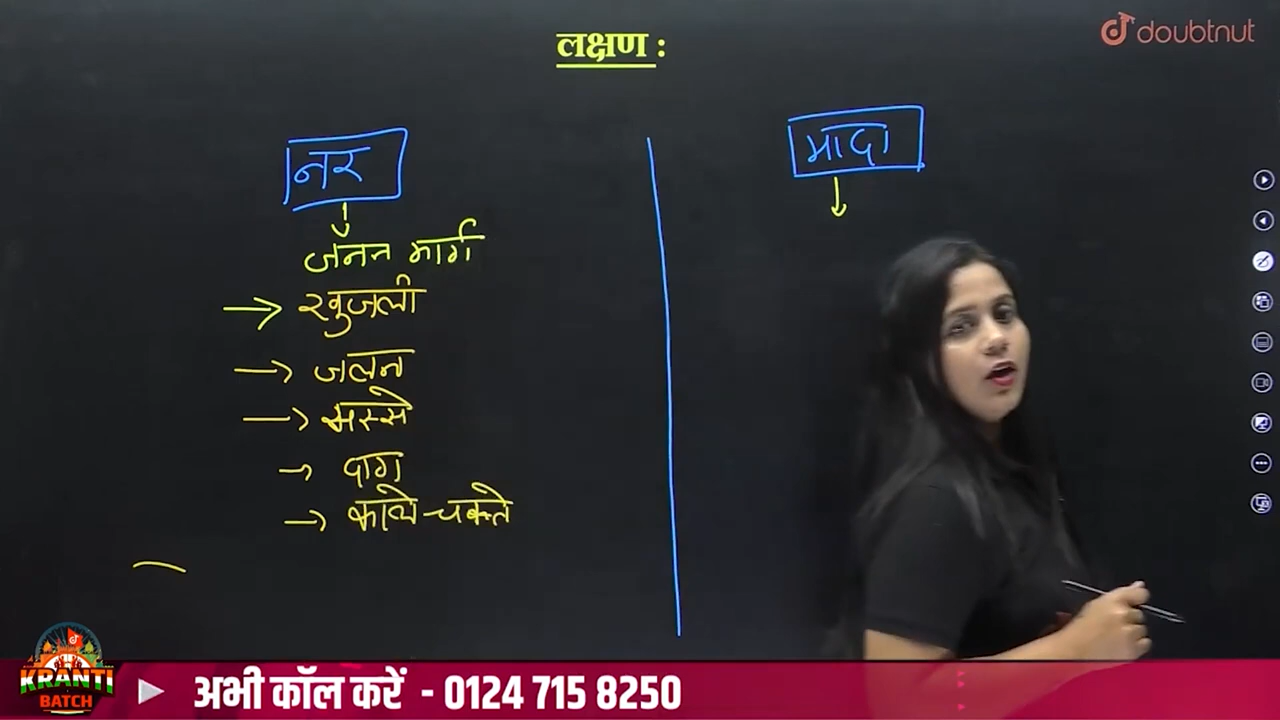 doubtnut
लक्षण :
नर
मादा
जनन मार्ग
→ खुजली
→ जलन
→ मस्से
→ दाग
→ काले-चकते
KRANTI
BATCH
अभी कॉल करें - 0124 715 8250